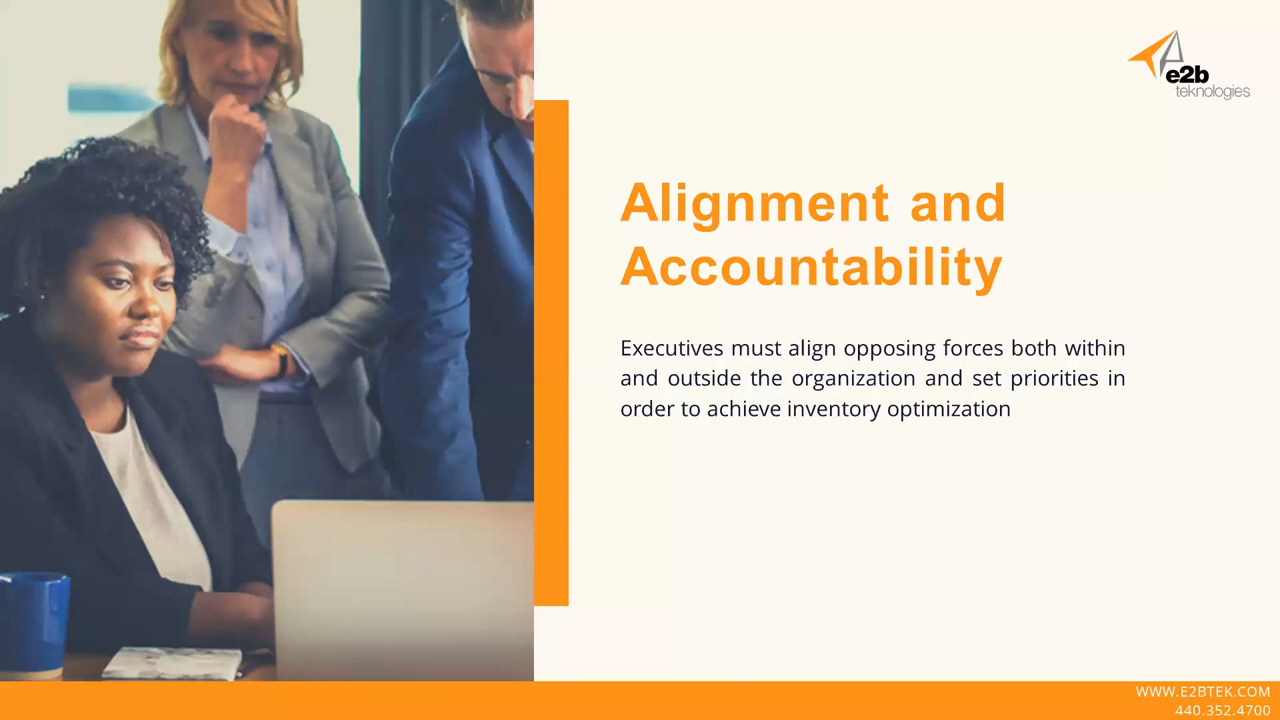 e2b
teknologies
Alignment and
Accountability
Executives must align opposing forces both within
and outside the organization and set priorities in
order to achieve inventory optimization
WWW.E2BTEK.COM
440.352.4700